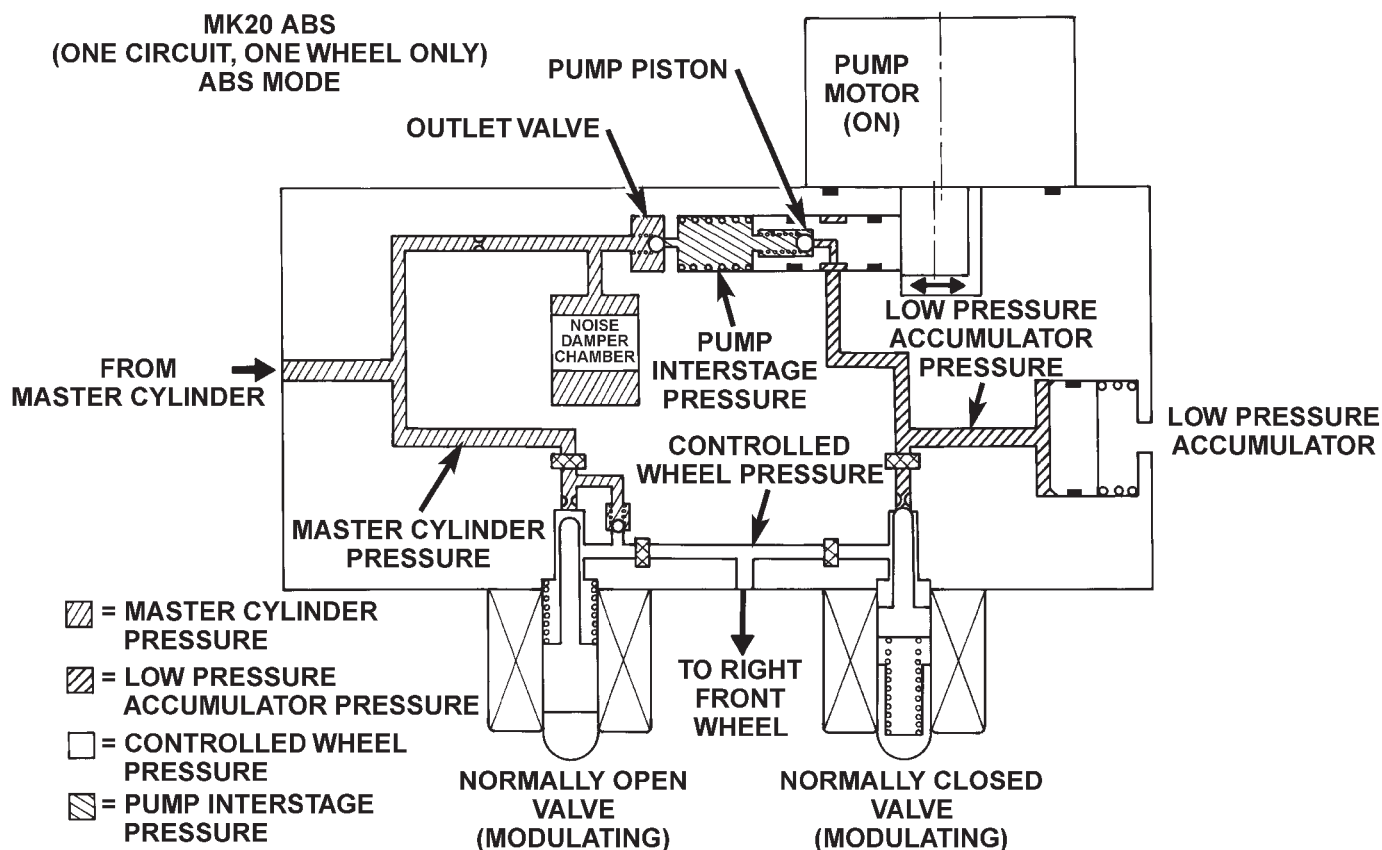 MK20 ABS
(ONE CIRCUIT, ONE WHEEL ONLY)
ABS MODE
PUMP PISTON
PUMP
MOTOR
(ON)
OUTLET VALVE
NOISE
DAMPER
CHAMBER
PUMP
INTERSTAGE
PRESSURE
LOW PRESSURE
ACCUMULATOR
PRESSURE
FROM
MASTER CYLINDER
LOW PRESSURE
ACCUMULATOR
CONTROLLED
WHEEL PRESSURE
MASTER CYLINDER
PRESSURE
= MASTER CYLINDER
PRESSURE
= LOW PRESSURE
ACCUMULATOR PRESSURE
= CONTROLLED WHEEL
PRESSURE
= PUMP INTERSTAGE
PRESSURE
TO RIGHT
FRONT
WHEEL
NORMALLY OPEN
VALVE
(MODULATING)
NORMALLY CLOSED
VALVE
(MODULATING)